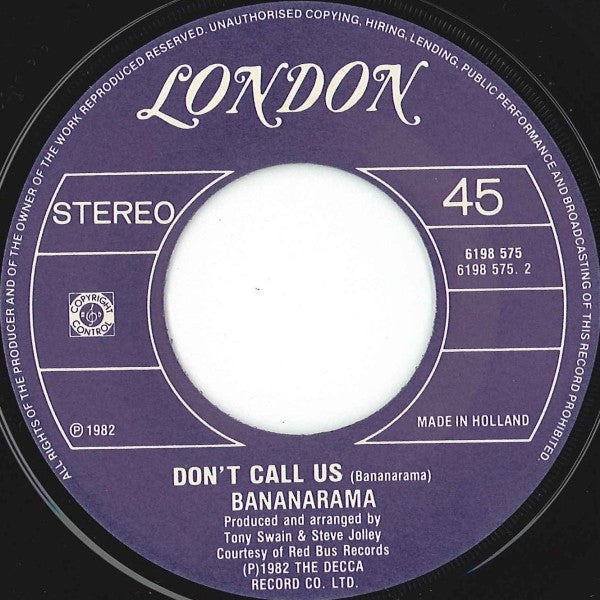 ALL RIGHTS OF THE PRODUCER AND OF THE OWNER OF THE WORK REPRODUCED RESERVED. UNAUTHORISED COPYING, HIRING, LENDING, PUBLIC PERFORMANCE AND BROADCASTING OF THIS RECORD PROHIBITED.
LONDON
STEREO
45
6198 575
6198 575. 2
COPYRIGHT
CONTROL
Ⓟ 1982
MADE IN HOLLAND
DON'T CALL US (Bananarama)
BANANARAMA
Produced and arranged by
Tony Swain & Steve Jolley
Courtesy of Red Bus Records
(P)1982 THE DECCA
RECORD CO. LTD.